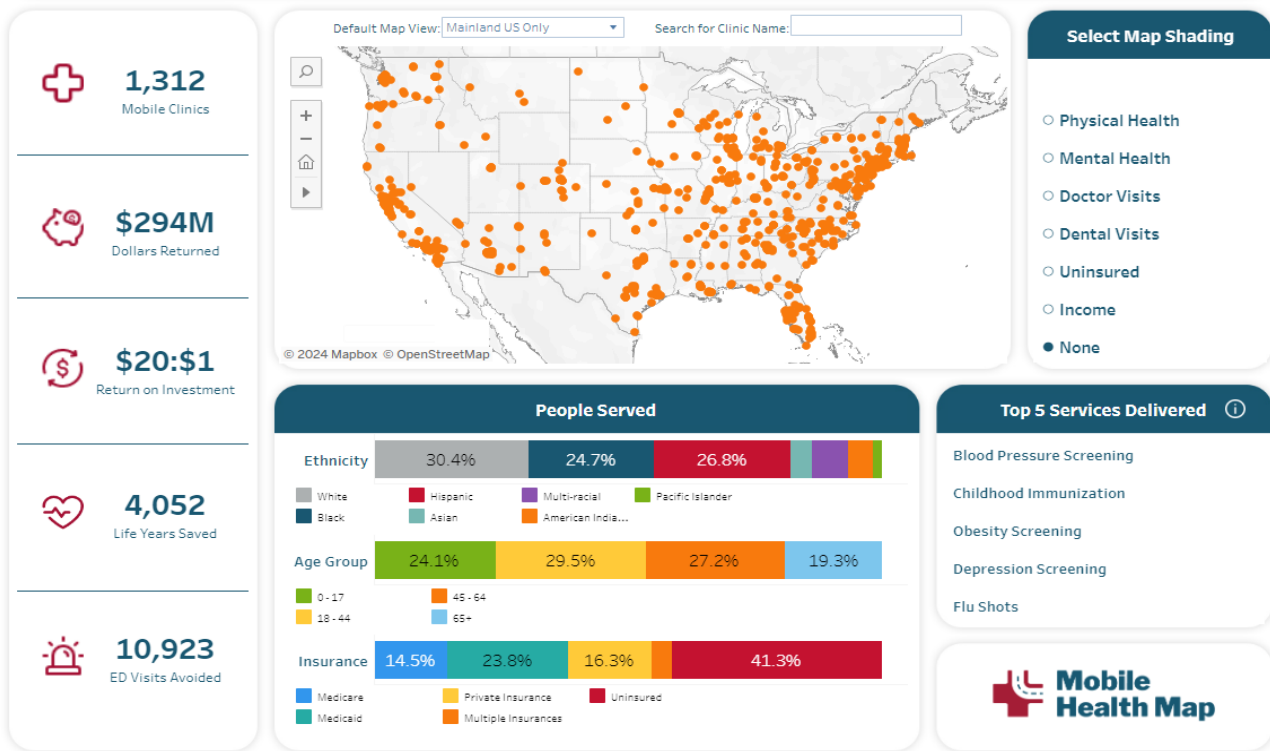 1,312
Mobile Clinics
$294M
Dollars Returned
$20:$1
Return on Investment
4,052
Life Years Saved
10,923
ED Visits Avoided
Default Map View: Mainland US Only
Search for Clinic Name:
© 2024 Mapbox © OpenStreetMap
Select Map Shading
Physical Health
Mental Health
Doctor Visits
Dental Visits
Uninsured
Income
None
People Served
Ethnicity 30.4% 24.7% 26.8%
White Hispanic Multi-racial Pacific Islander
Black Asian American India...
Age Group 24.1% 29.5% 27.2% 19.3%
0 - 17 45 - 64
18 - 44 65+
Insurance 14.5% 23.8% 16.3% 41.3%
Medicare Private Insurance Uninsured
Medicaid Multiple Insurances
Top 5 Services Delivered
Blood Pressure Screening
Childhood Immunization
Obesity Screening
Depression Screening
Flu Shots
Mobile
Health Map